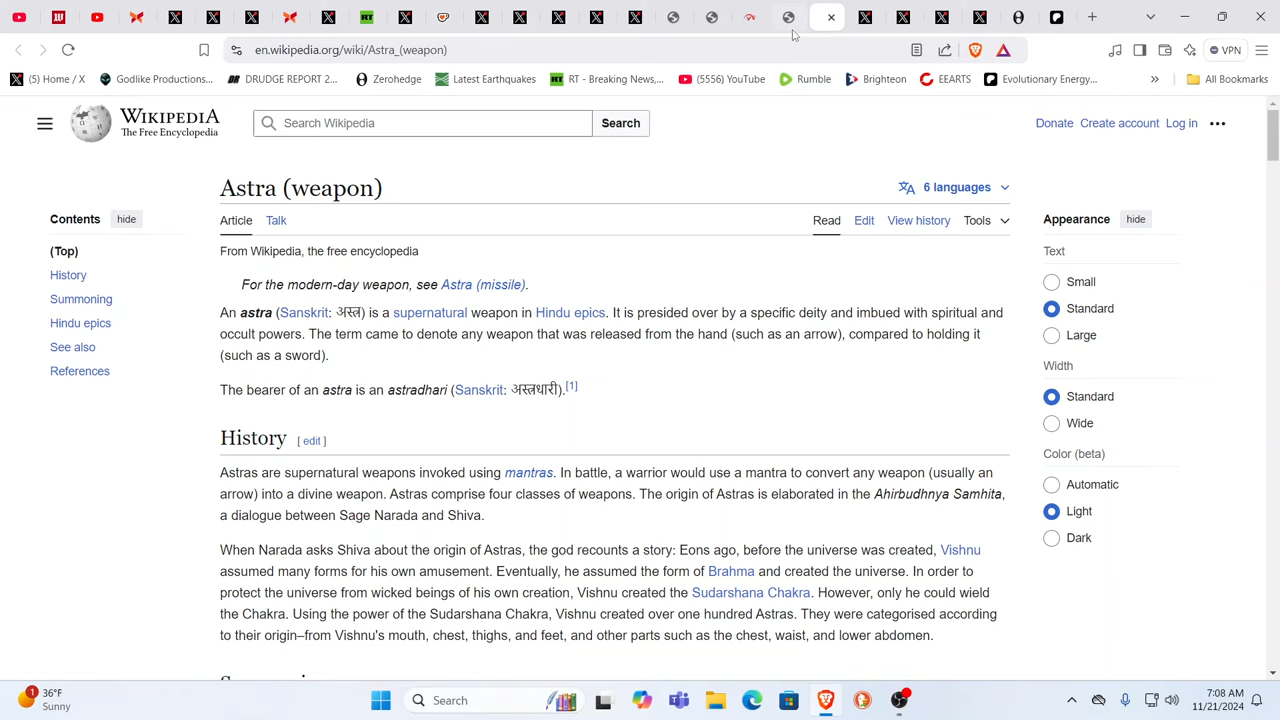 en.wikipedia.org/wiki/Astra_(weapon)
VPN
(5) Home / X
Godlike Productions...
DRUDGE REPORT 2...
Zerohedge
Latest Earthquakes
RT - Breaking News,...
(555) YouTube
Rumble
Brighteon
EEARTS
Evolutionary Energy...
»
All Bookmarks
WIKIPEDIA
The Free Encyclopedia
Search Wikipedia
Search
Donate Create account Log in
Astra (weapon)
6 languages
Contents hide
(Top)
History
Summoning
Hindu epics
See also
References
Article Talk
Read Edit View history Tools
From Wikipedia, the free encyclopedia
For the modern-day weapon, see Astra (missile).
An astra (Sanskrit: अस्त्र) is a supernatural weapon in Hindu epics. It is presided over by a specific deity and imbued with spiritual and
occult powers. The term came to denote any weapon that was released from the hand (such as an arrow), compared to holding it
(such as a sword).
The bearer of an astra is an astradhari (Sanskrit: अस्त्रधारी).[1]
History [ edit ]
Astras are supernatural weapons invoked using mantras. In battle, a warrior would use a mantra to convert any weapon (usually an
arrow) into a divine weapon. Astras comprise four classes of weapons. The origin of Astras is elaborated in the Ahirbudhnya Samhita,
a dialogue between Sage Narada and Shiva.
When Narada asks Shiva about the origin of Astras, the god recounts a story: Eons ago, before the universe was created, Vishnu
assumed many forms for his own amusement. Eventually, he assumed the form of Brahma and created the universe. In order to
protect the universe from wicked beings of his own creation, Vishnu created the Sudarshana Chakra. However, only he could wield
the Chakra. Using the power of the Sudarshana Chakra, Vishnu created over one hundred Astras. They were categorised according
to their origin–from Vishnu's mouth, chest, thighs, and feet, and other parts such as the chest, waist, and lower abdomen.
Appearance hide
Text
Small
Standard
Large
Width
Standard
Wide
Color (beta)
Automatic
Light
Dark
1
36°F
Sunny
Search
7:08 AM
11/21/2024